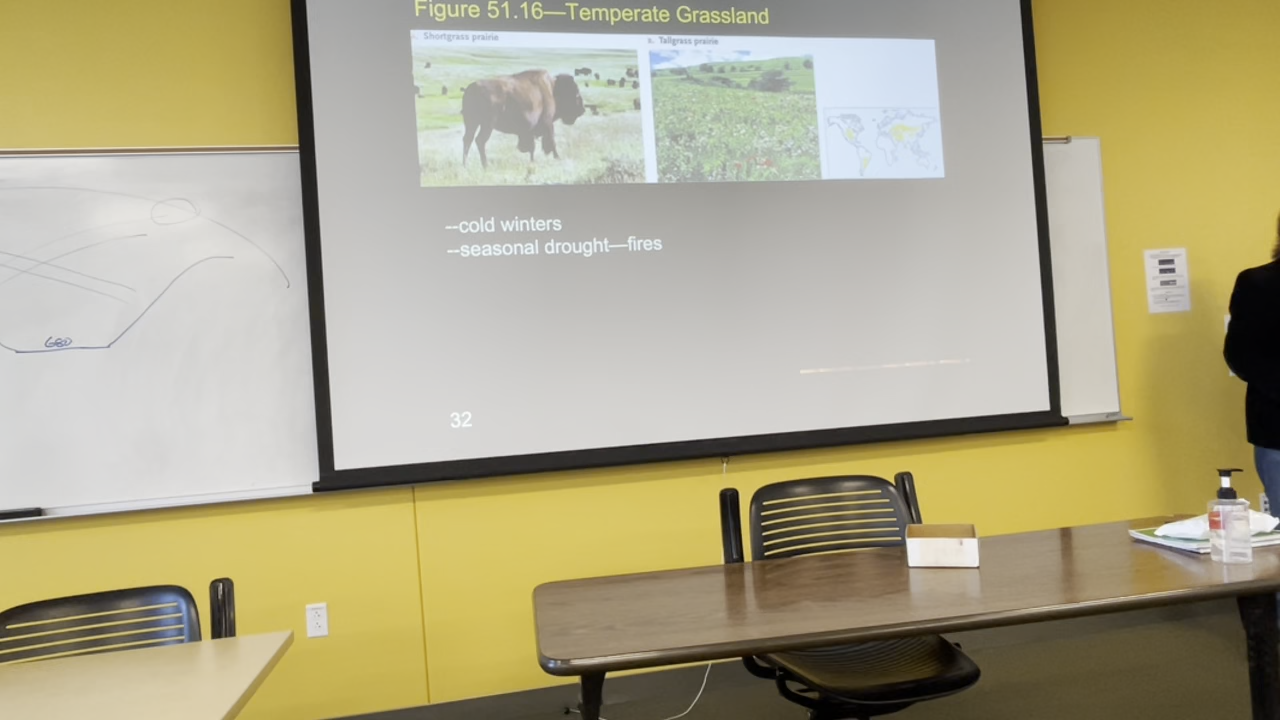 Figure 51.16—Temperate Grassland
Shortgrass prairie
B. Tallgrass prairie
--cold winters
--seasonal drought—fires
32